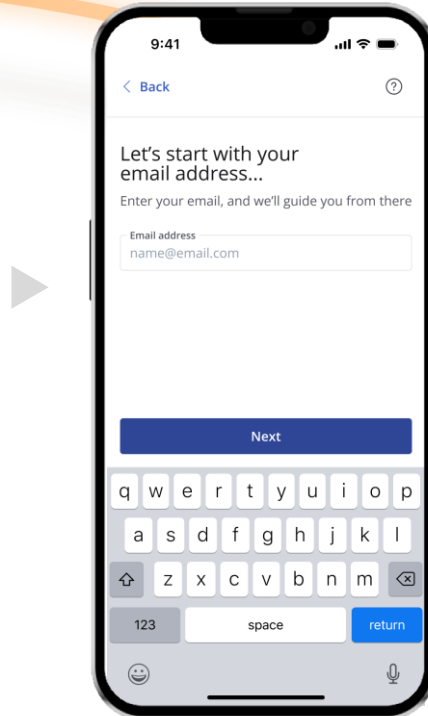 9:41
Back
Let's start with your
email address...
Enter your email, and we'll guide you from there
Email address
name@email.com
Next
q w e r t y u i o p
a s d f g h j k l
z x c v b n m
123 space return